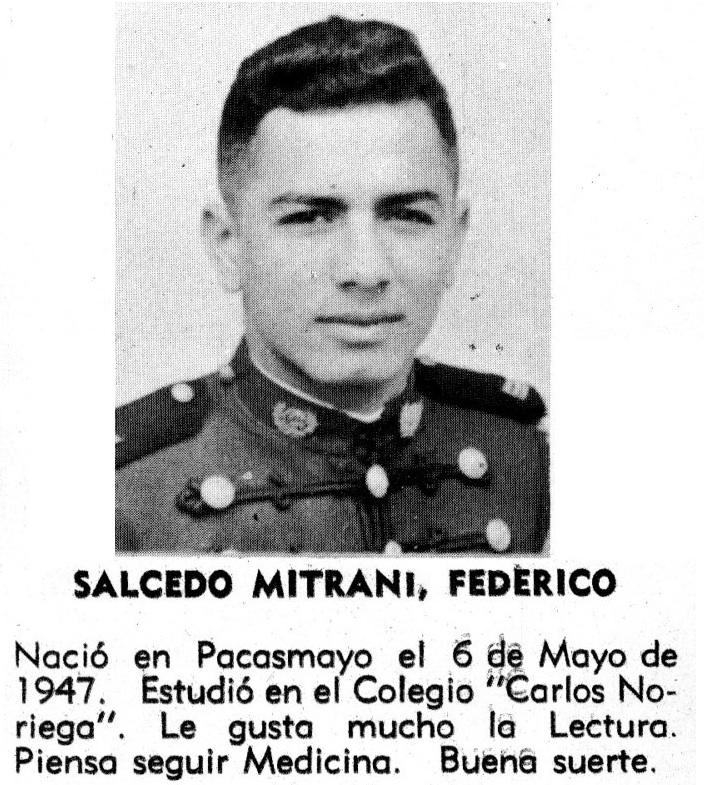 SALCEDO MITRANI, FEDERICO
Nació en Pacasmayo el 6 de Mayo de
1947. Estudió en el Colegio "Carlos No-
riega". Le gusta mucho la Lectura.
Piensa seguir Medicina. Buena suerte.